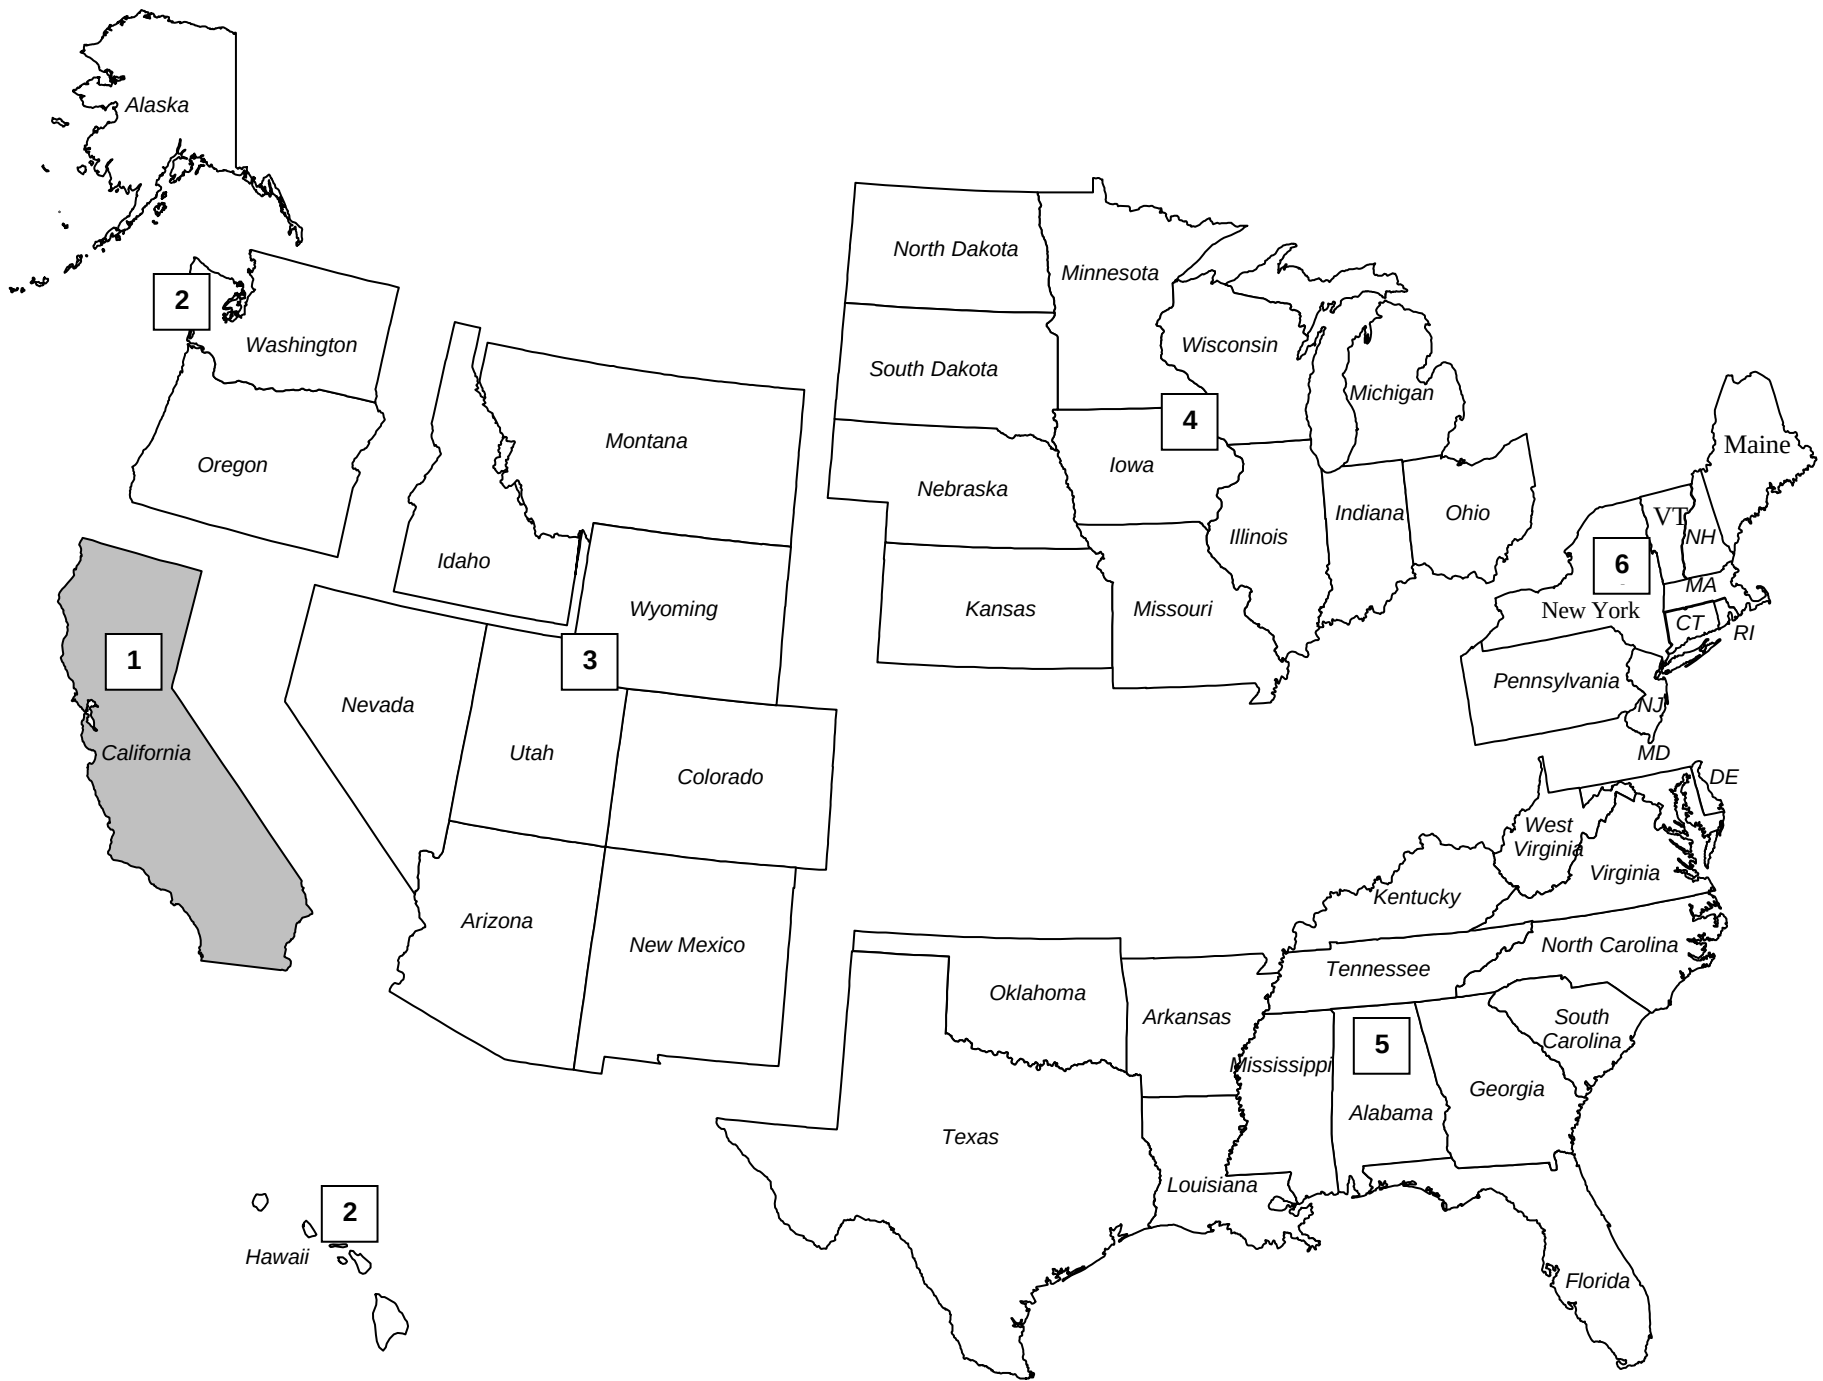 Alaska
North Dakota
Minnesota
2
Washington
Wisconsin
South Dakota
Michigan
4
Montana
Maine
Oregon
Iowa
Nebraska
Illinois
Indiana
Ohio
VT
NH
Idaho
6
MA
Wyoming
Kansas
Missouri
New York
CT
RI
1
3
Pennsylvania
Nevada
NJ
California
Utah
MD
Colorado
DE
West
Virginia
Virginia
Kentucky
Arizona
New Mexico
North Carolina
Tennessee
Oklahoma
Arkansas
South
Carolina
5
Mississippi
Georgia
Alabama
Texas
Louisiana
2
Hawaii
Florida